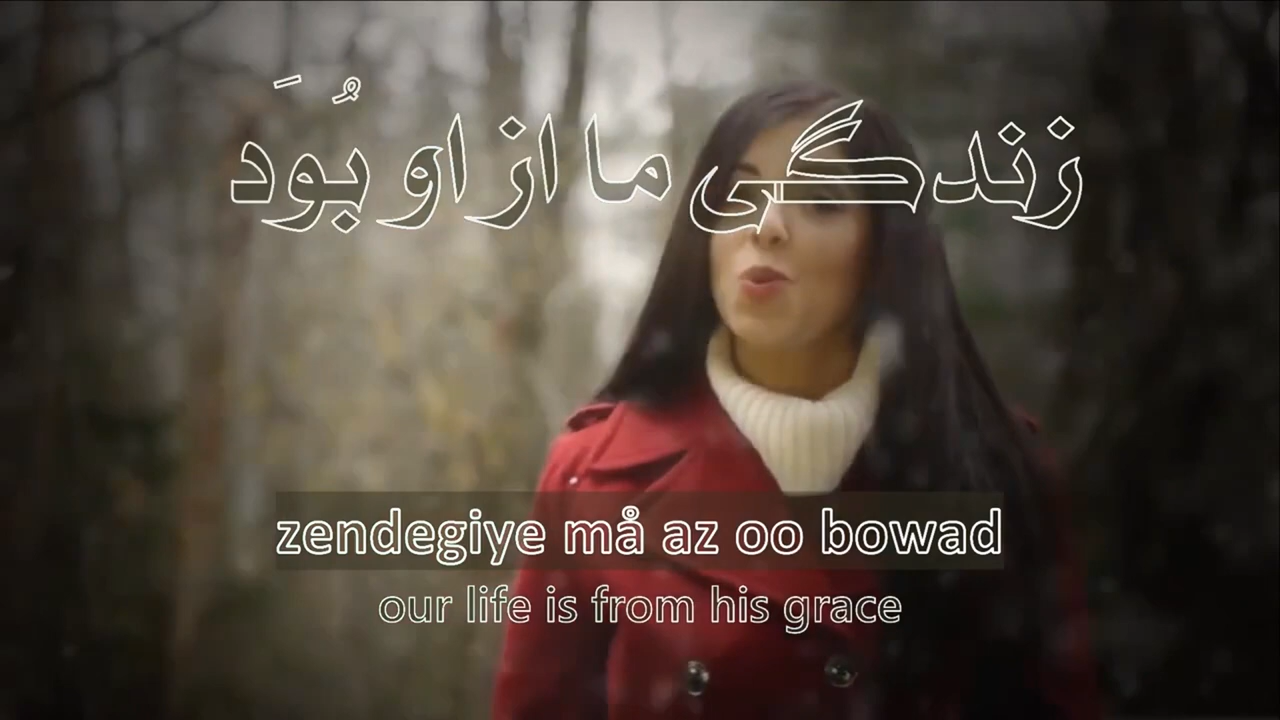 زندگی ما از او بُوَد
zendegiye må az oo bowad
our life is from his grace